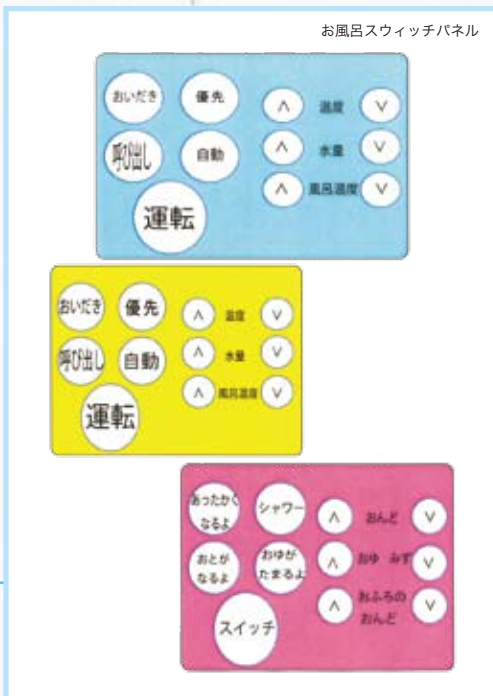 お風呂スウィッチパネル
おいだき 優先 ∧ 温度 ∨
呼び出し 自動 ∧ 水量 ∨
∧ 風呂温度 ∨
運転
おいだき 優先 ∧ 温度 ∨
呼び出し 自動 ∧ 水量 ∨
∧ 風呂温度 ∨
運転
あったかく
なるよ
シャワー
∧ おんど ∨
おとが
なるよ
おゆが
たまるよ
∧ おゆ みず ∨
∧ おふろの
おんど ∨
スイッチ